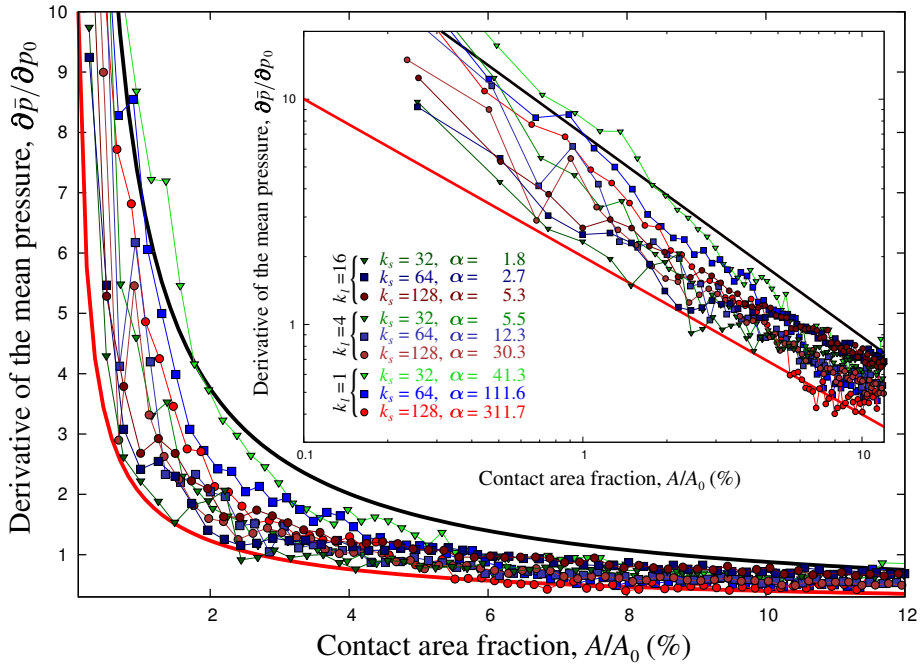 Derivative of the mean pressure, ∂p̄/∂p₀
10
9
8
7
6
5
4
3
2
1
2
4
6
8
10
12
Contact area fraction, A/A₀ (%)
Derivative of the mean pressure, ∂p̄/∂p₀
10
1
0.1
1
10
Contact area fraction, A/A₀ (%)
k_l=16
k_s = 32, α = 1.8
k_s = 64, α = 2.7
k_s =128, α = 5.3
k_l=4
k_s = 32, α = 5.5
k_s = 64, α = 12.3
k_s =128, α = 30.3
k_l=1
k_s = 32, α = 41.3
k_s = 64, α = 111.6
k_s =128, α = 311.7